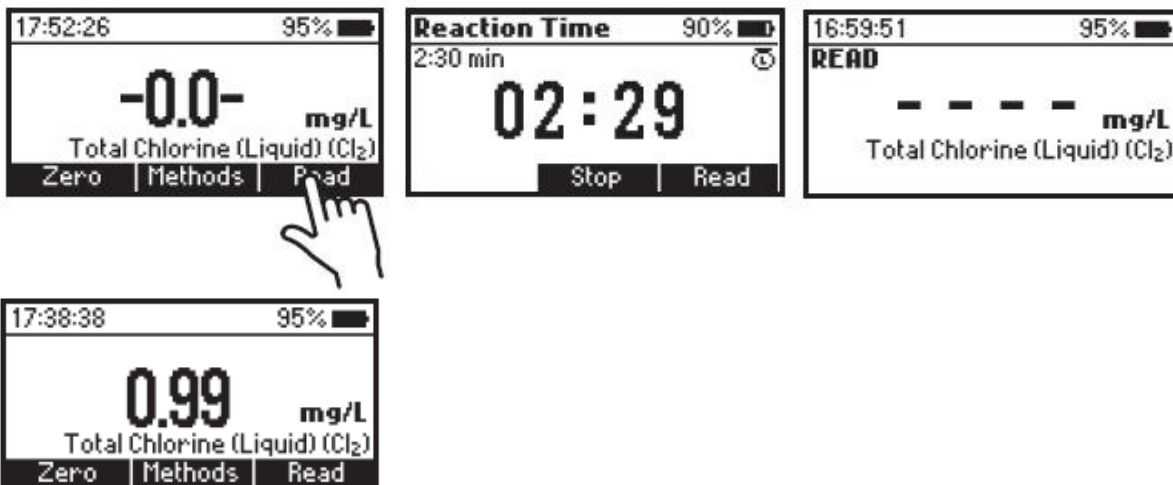 17:52:26 95%
-0.0- mg/L
Total Chlorine (Liquid) (Cl₂)
Zero Methods Read
Reaction Time 90%
2:30 min
02:29
Stop Read
16:59:51 95%
READ
- - - - mg/L
Total Chlorine (Liquid) (Cl₂)
17:38:38 95%
0.99 mg/L
Total Chlorine (Liquid) (Cl₂)
Zero Methods Read